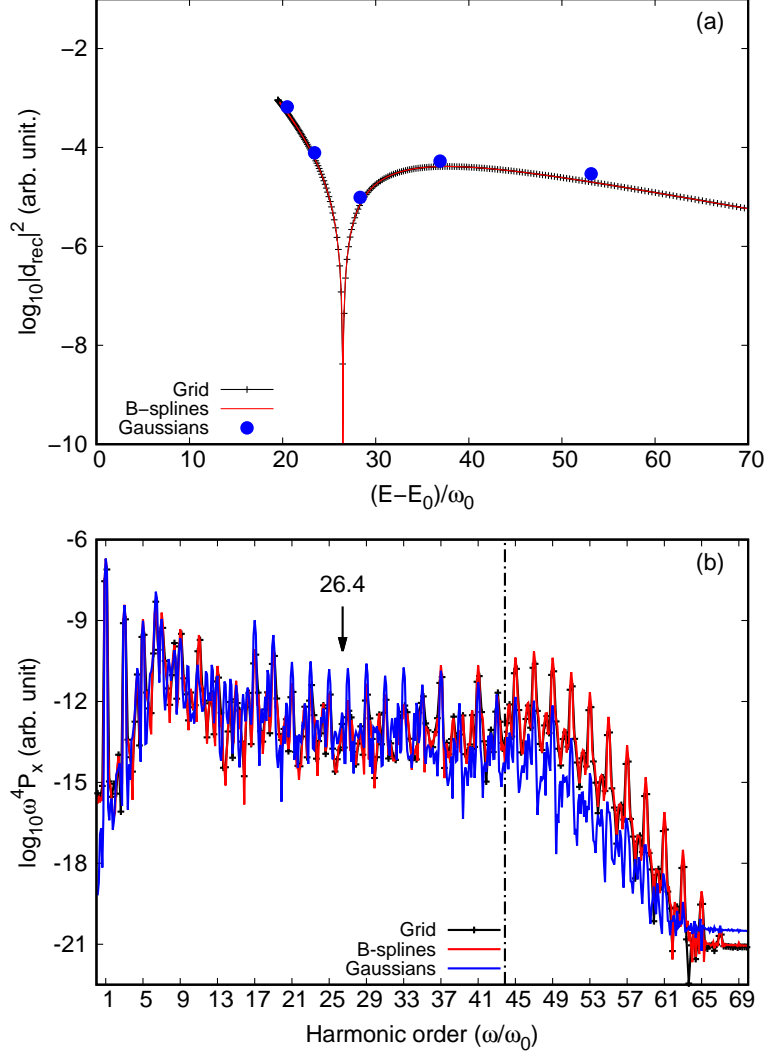 (a)
−2
−4
−6
−8
−10
log₁₀|d_rec|² (arb. unit.)
Grid
B−splines
Gaussians
0 10 20 30 40 50 60 70
(E−E₀)/ω₀
(b)
-6
-9
-12
-15
-18
-21
log₁₀ω⁴Pₓ (arb. unit)
26.4
Grid
B-splines
Gaussians
1 5 9 13 17 21 25 29 33 37 41 45 49 53 57 61 65 69
Harmonic order (ω/ω₀)